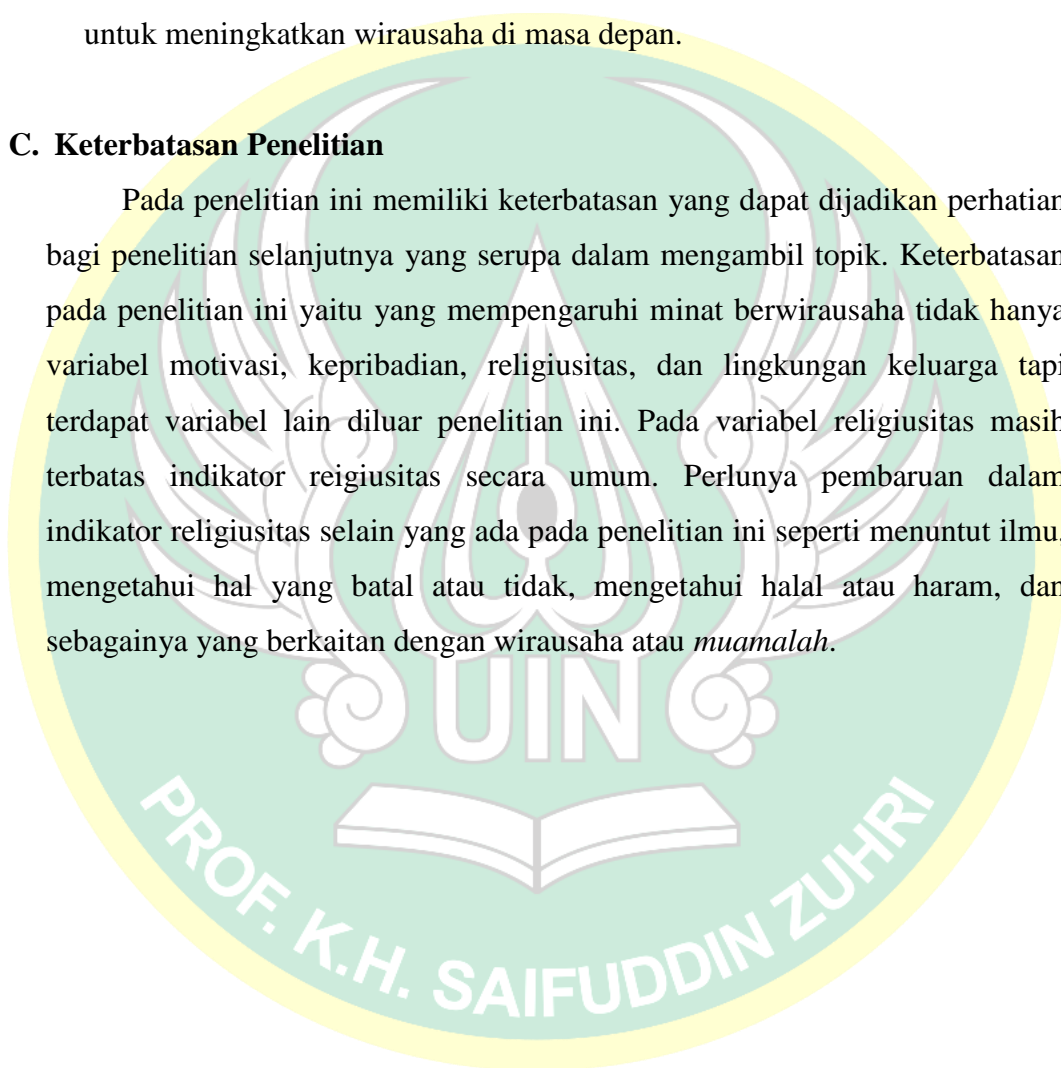 untuk meningkatkan wirausaha di masa depan.
C. Keterbatasan Penelitian
Pada penelitian ini memiliki keterbatasan yang dapat dijadikan perhatian
bagi penelitian selanjutnya yang serupa dalam mengambil topik. Keterbatasan
pada penelitian ini yaitu yang mempengaruhi minat berwirausaha tidak hanya
variabel motivasi, kepribadian, religiusitas, dan lingkungan keluarga tapi
terdapat variabel lain diluar penelitian ini. Pada variabel religiusitas masih
terbatas indikator reigiusitas secara umum. Perlunya pembaruan dalam
indikator religiusitas selain yang ada pada penelitian ini seperti menuntut ilmu,
mengetahui hal yang batal atau tidak, mengetahui halal atau haram, dan
sebagainya yang berkaitan dengan wirausaha atau muamalah.
UIN
PROF. K.H. SAIFUDDIN ZUHRI